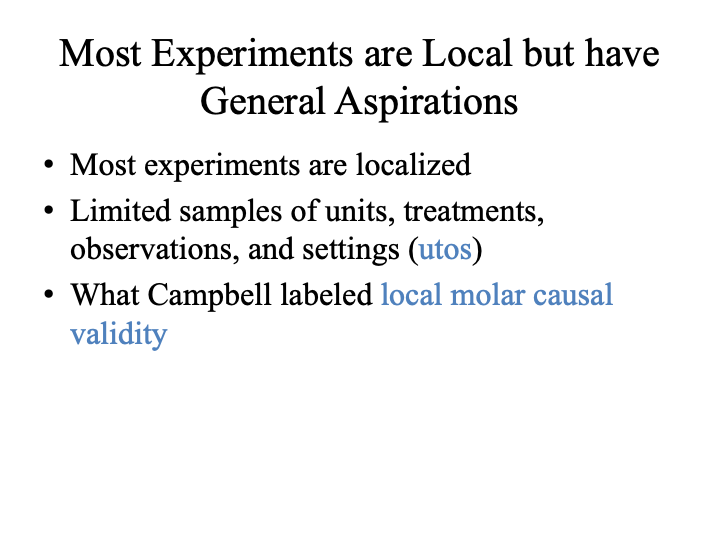 Most Experiments are Local but have
General Aspirations
• Most experiments are localized
• Limited samples of units, treatments,
observations, and settings (utos)
• What Campbell labeled local molar causal
validity